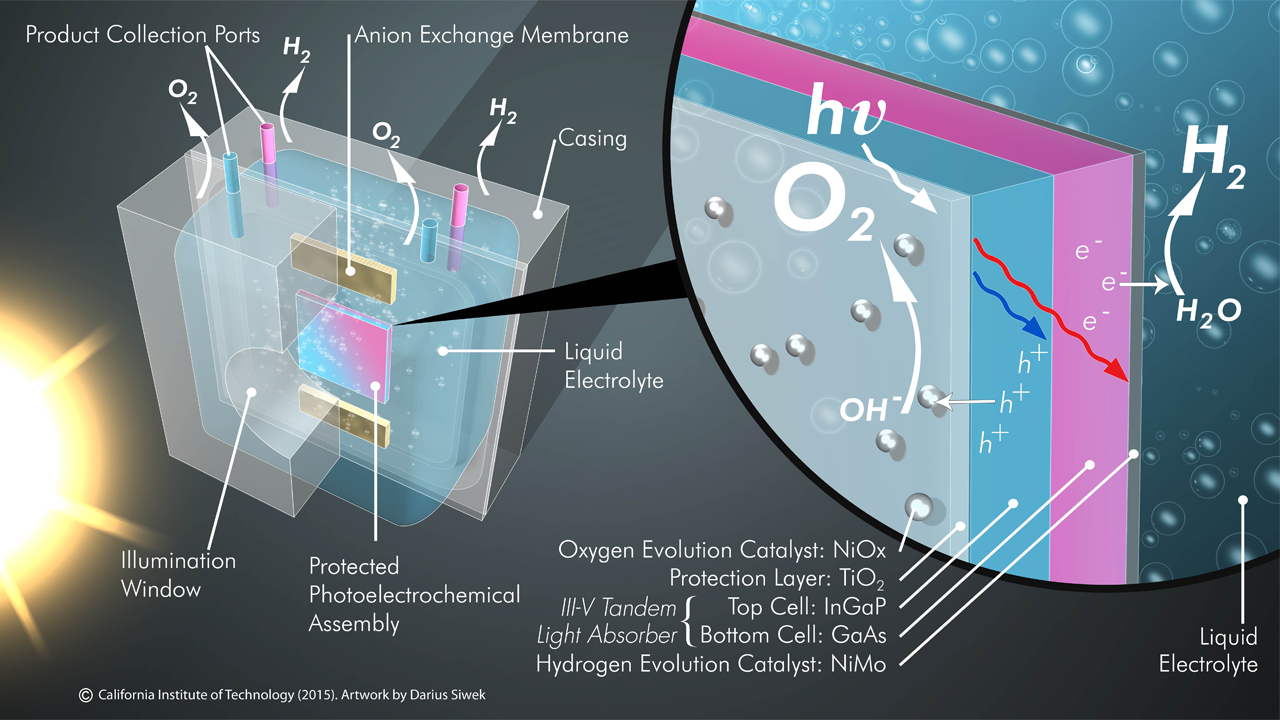 Product Collection Ports
H2
Anion Exchange Membrane
O2
O2
H2
Casing
Liquid
Electrolyte
Illumination
Window
Protected
Photoelectrochemical
Assembly
hν
O2
OH-
e-
e-
e-
h+
h+
h+
H2
H2O
Oxygen Evolution Catalyst: NiOx
Protection Layer: TiO2
III-V Tandem
Light Absorber
{
Top Cell: InGaP
Bottom Cell: GaAs
Hydrogen Evolution Catalyst: NiMo
Liquid
Electrolyte
© California Institute of Technology (2015). Artwork by Darius Siwek